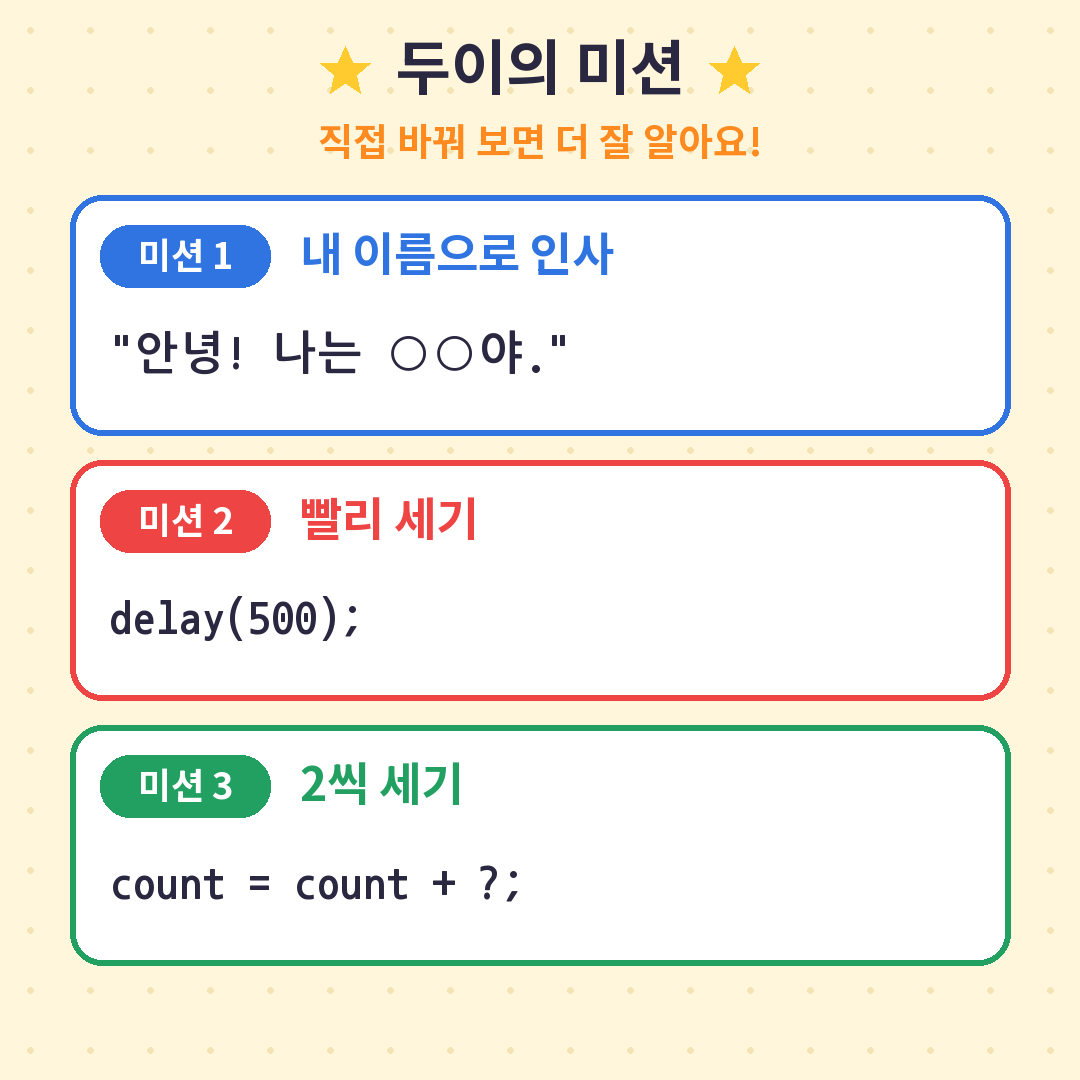 두이의 미션
직접 바꿔 보면 더 잘 알아요!
미션 1 내 이름으로 인사
"안녕! 나는 ○○야."
미션 2 빨리 세기
delay(500);
미션 3 2씩 세기
count = count + ?;